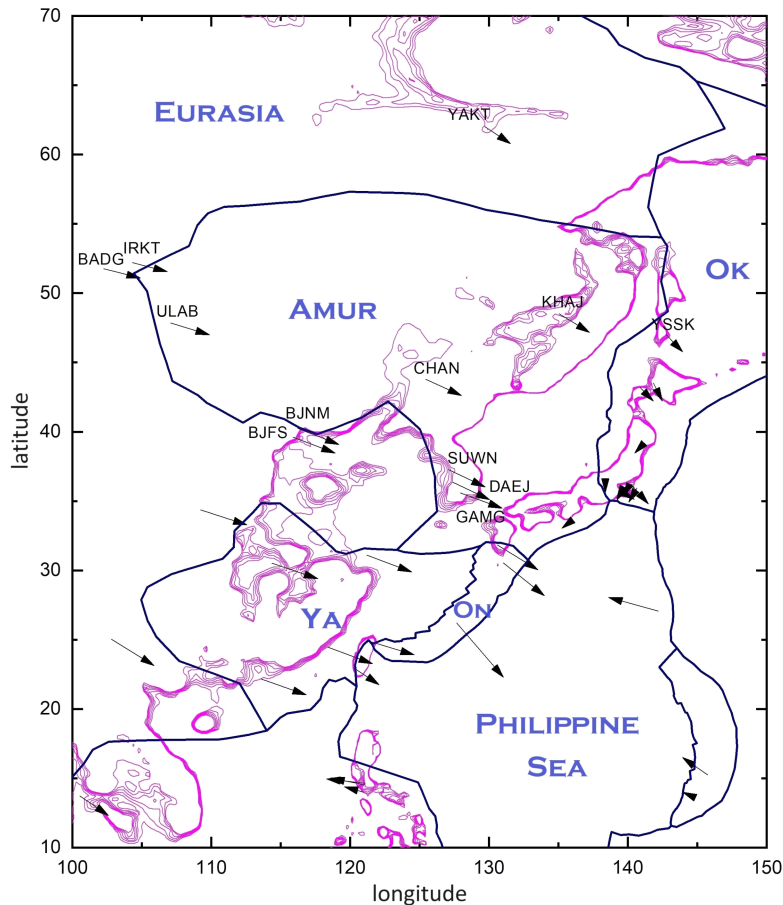 70
60
50
40
30
20
10
latitude
100
110
120
130
140
150
longitude
EURASIA
YAKT
IRKT
BADG
OK
AMUR
ULAB
KHAJ
YSSK
CHAN
BJNM
BJFS
SUWN
DAEJ
GAMG
YA
ON
PHILIPPINE
SEA